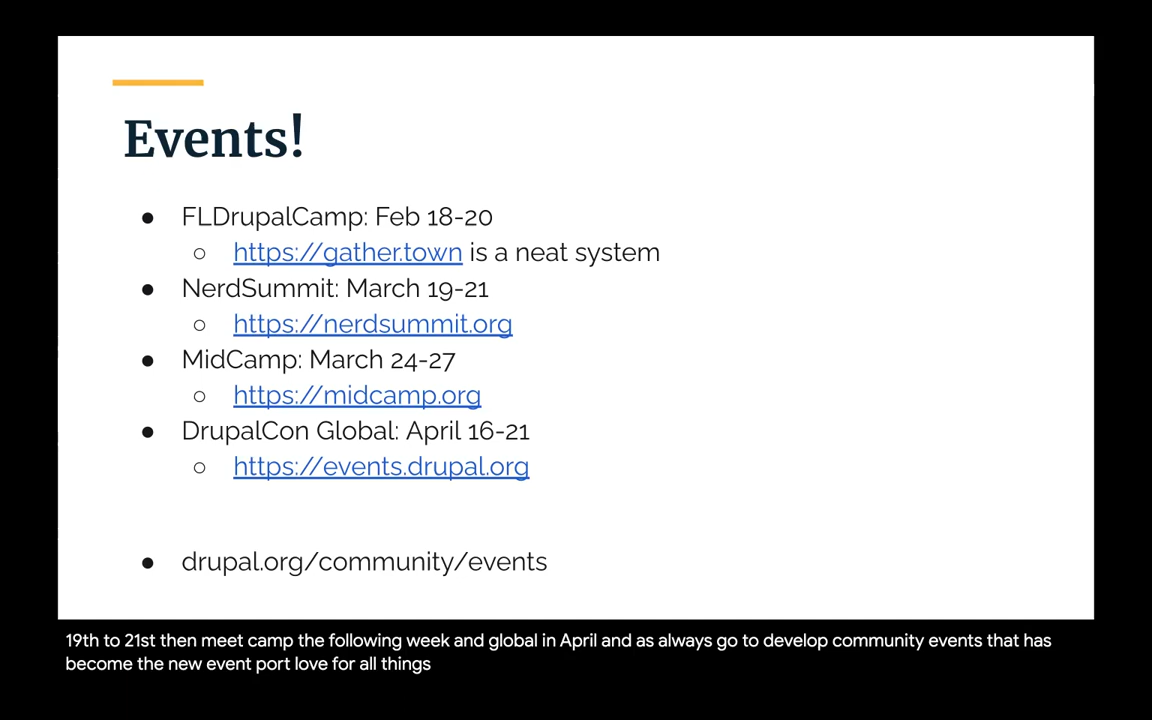 Events!
● FLDrupalCamp: Feb 18-20
○ https://gather.town is a neat system
● NerdSummit: March 19-21
○ https://nerdsummit.org
● MidCamp: March 24-27
○ https://midcamp.org
● DrupalCon Global: April 16-21
○ https://events.drupal.org
● drupal.org/community/events
19th to 21st then meet camp the following week and global in April and as always go to develop community events that has
become the new event port love for all things